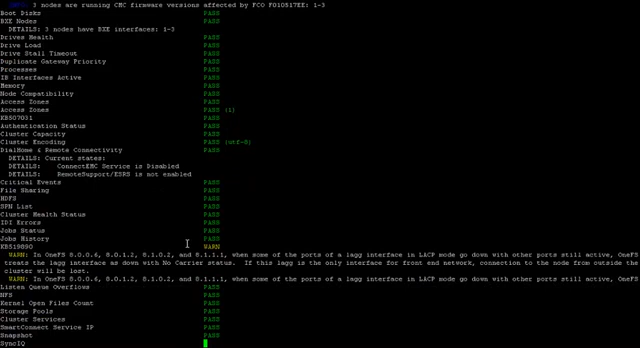 INFO: 3 nodes are running CMC firmware versions affected by FCO F010517EE: 1-3
Boot Disks PASS
BXE Nodes PASS
DETAILS: 3 nodes have BXE interfaces: 1-3
Drives Health PASS
Drive Load PASS
Drive Stall Timeout PASS
Duplicate Gateway Priority PASS
Processes PASS
IB Interfaces Active PASS
Memory PASS
Node Compatibility PASS
Access Zones PASS
Access Zones PASS (1)
KB507031 PASS
Authentication Status PASS
Cluster Capacity PASS
Cluster Encoding PASS (utf-8)
DialHome & Remote Connectivity PASS
DETAILS: Current states:
DETAILS: ConnectEMC Service is Disabled
DETAILS: RemoteSupport/ESRS is not enabled
Critical Events PASS
File Sharing PASS
HDFS PASS
SPN List PASS
Cluster Health Status PASS
IDI Errors PASS
Jobs Status PASS
Jobs History PASS
KB519890 WARN
WARN: In OneFS 8.0.0.6, 8.0.1.2, 8.1.0.2, and 8.1.1.1, when some of the ports of a lagg interface in LACP mode go down with other ports still active, OneFS
treats the lagg interface as down with No Carrier status. If this lagg is the only interface for front end network, connection to the node from outside the
cluster will be lost.
WARN: In OneFS 8.0.0.6, 8.0.1.2, 8.1.0.2, and 8.1.1.1, when some of the ports of a lagg interface in LACP mode go down with other ports still active, OneFS
Listen Queue Overflows PASS
NFS PASS
Kernel Open Files Count PASS
Storage Pools PASS
Cluster Services PASS
SmartConnect Service IP PASS
Snapshot PASS
SyncIQ